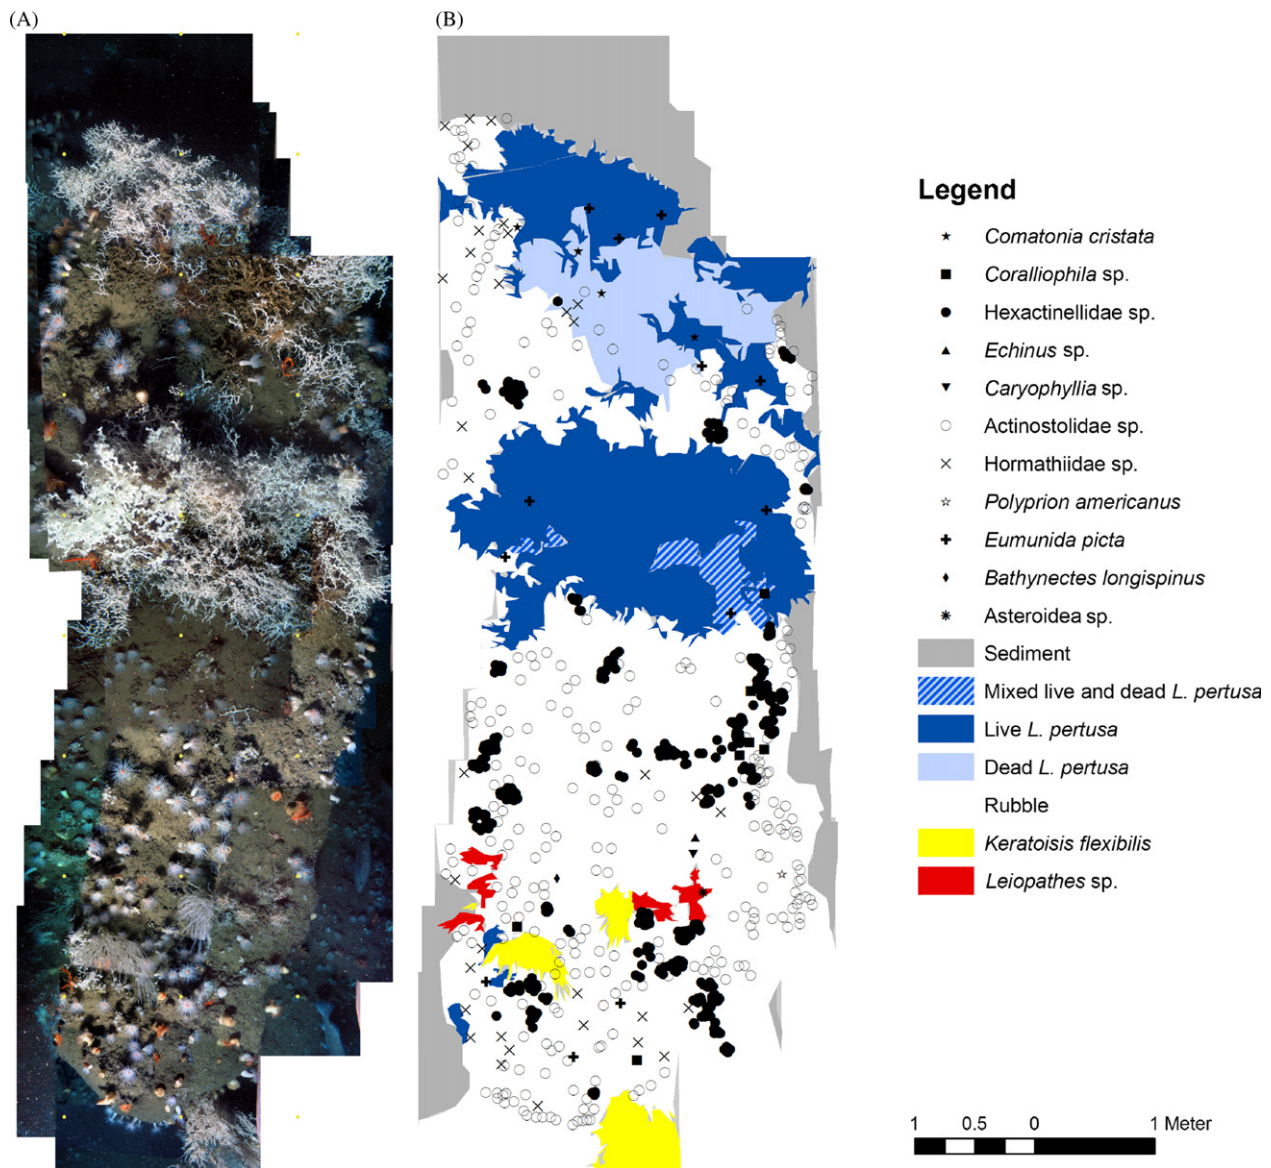 (A)
(B)
Legend
Comatonia cristata
Coralliophila sp.
Hexactinellidae sp.
Echinus sp.
Caryophyllia sp.
Actinostolidae sp.
Hormathiidae sp.
Polyprion americanus
Eumunida picta
Bathynectes longispinus
Asteroidea sp.
Sediment
Mixed live and dead L. pertusa
Live L. pertusa
Dead L. pertusa
Rubble
Keratoisis flexibilis
Leiopathes sp.
1 0.5 0 1 Meter